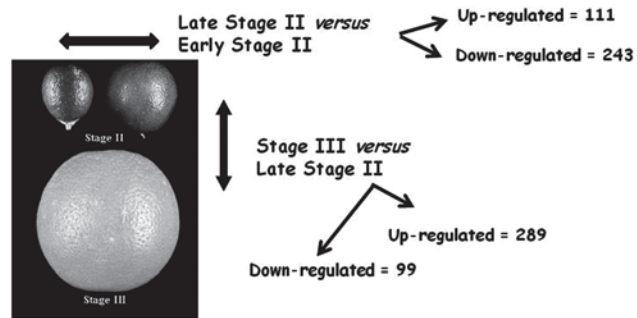 Late Stage II versus
Early Stage II
Up-regulated = 111
Down-regulated = 243
Stage II
Stage III versus
Late Stage II
Up-regulated = 289
Down-regulated = 99
Stage III